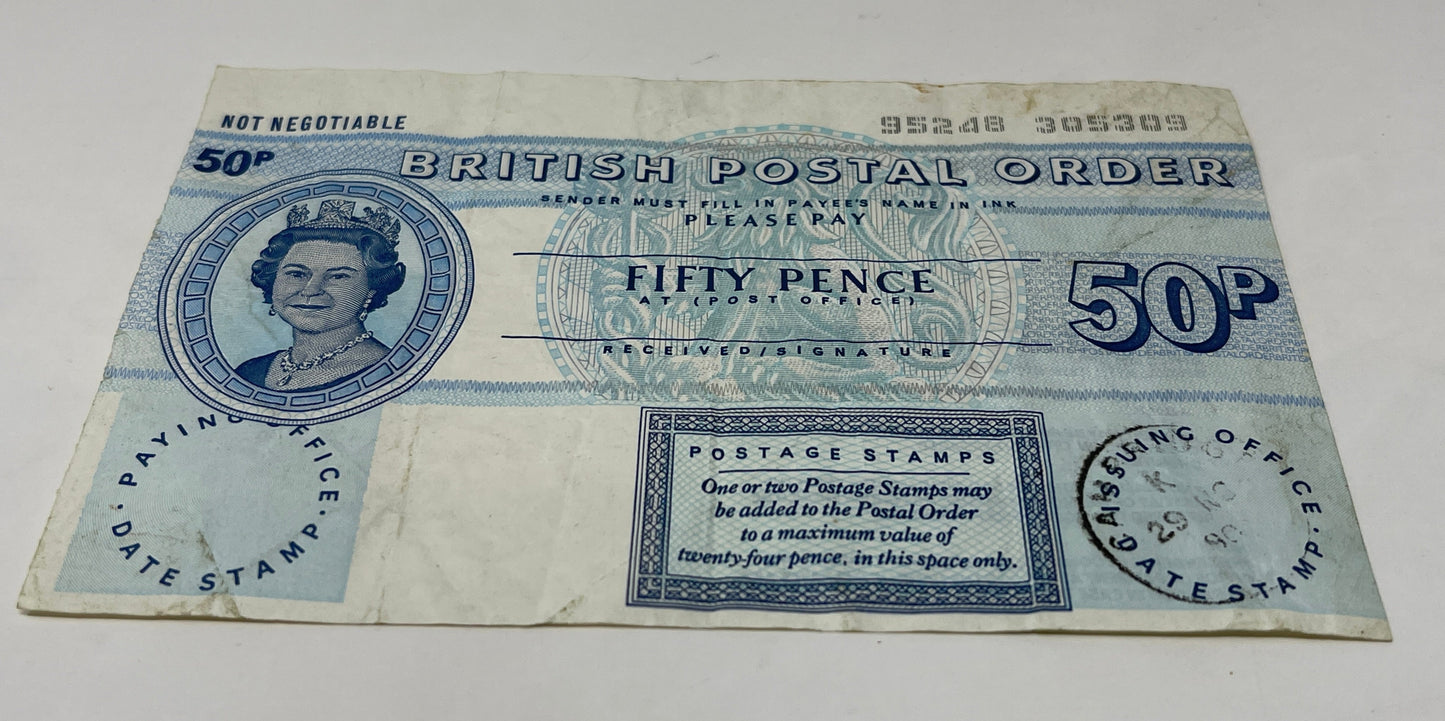 NOT NEGOTIABLE
95248 305309
50P
BRITISH POSTAL ORDER
SENDER MUST FILL IN PAYEE'S NAME IN INK
PLEASE PAY
FIFTY PENCE
50P
AT (POST OFFICE)
RECEIVED/SIGNATURE
PAYING OFFICE
· DATE STAMP ·
POSTAGE STAMPS
One or two Postage Stamps may
be added to the Postal Order
to a maximum value of
twenty-four pence, in this space only.
ISSUING OFFICE
· DATE STAMP ·
K
29 NO